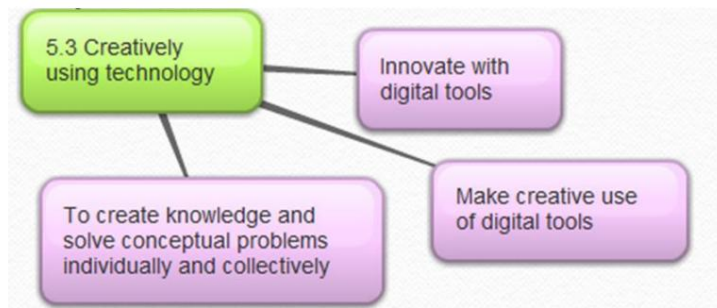 5.3 Creatively
using technology
Innovate with
digital tools
Make creative use
of digital tools
To create knowledge and
solve conceptual problems
individually and collectively